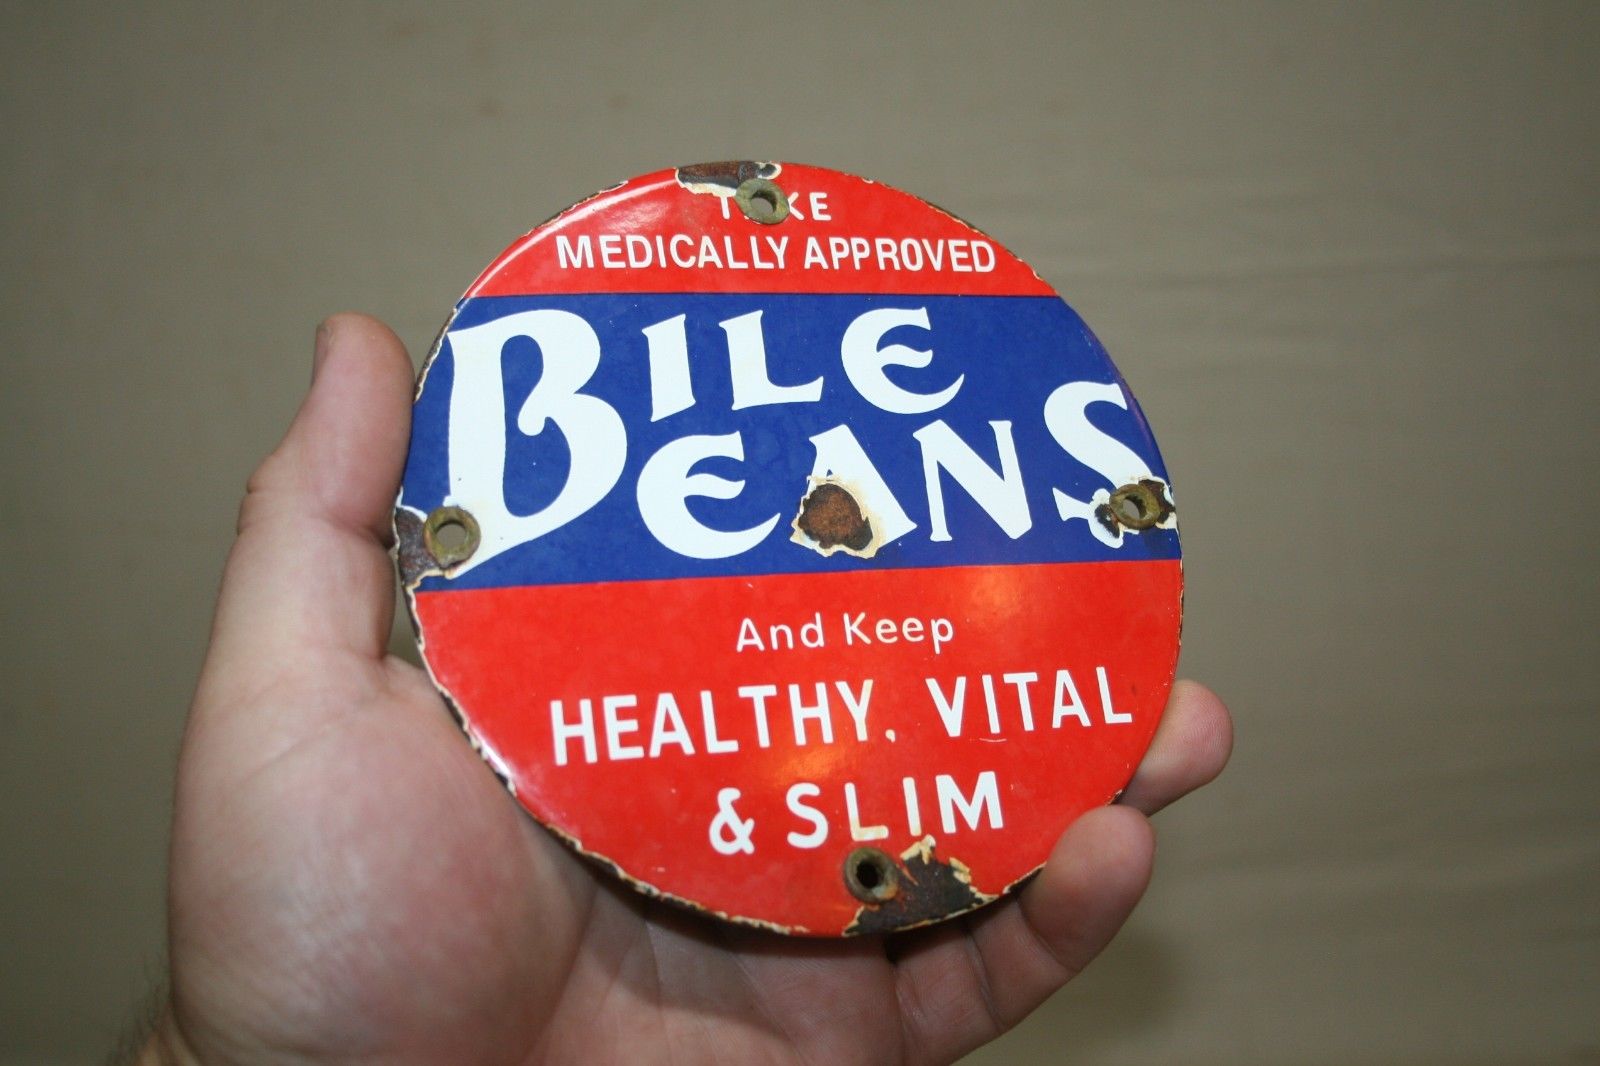 TAKE
MEDICALLY APPROVED
BILE
BEANS
And Keep
HEALTHY, VITAL
& SLIM